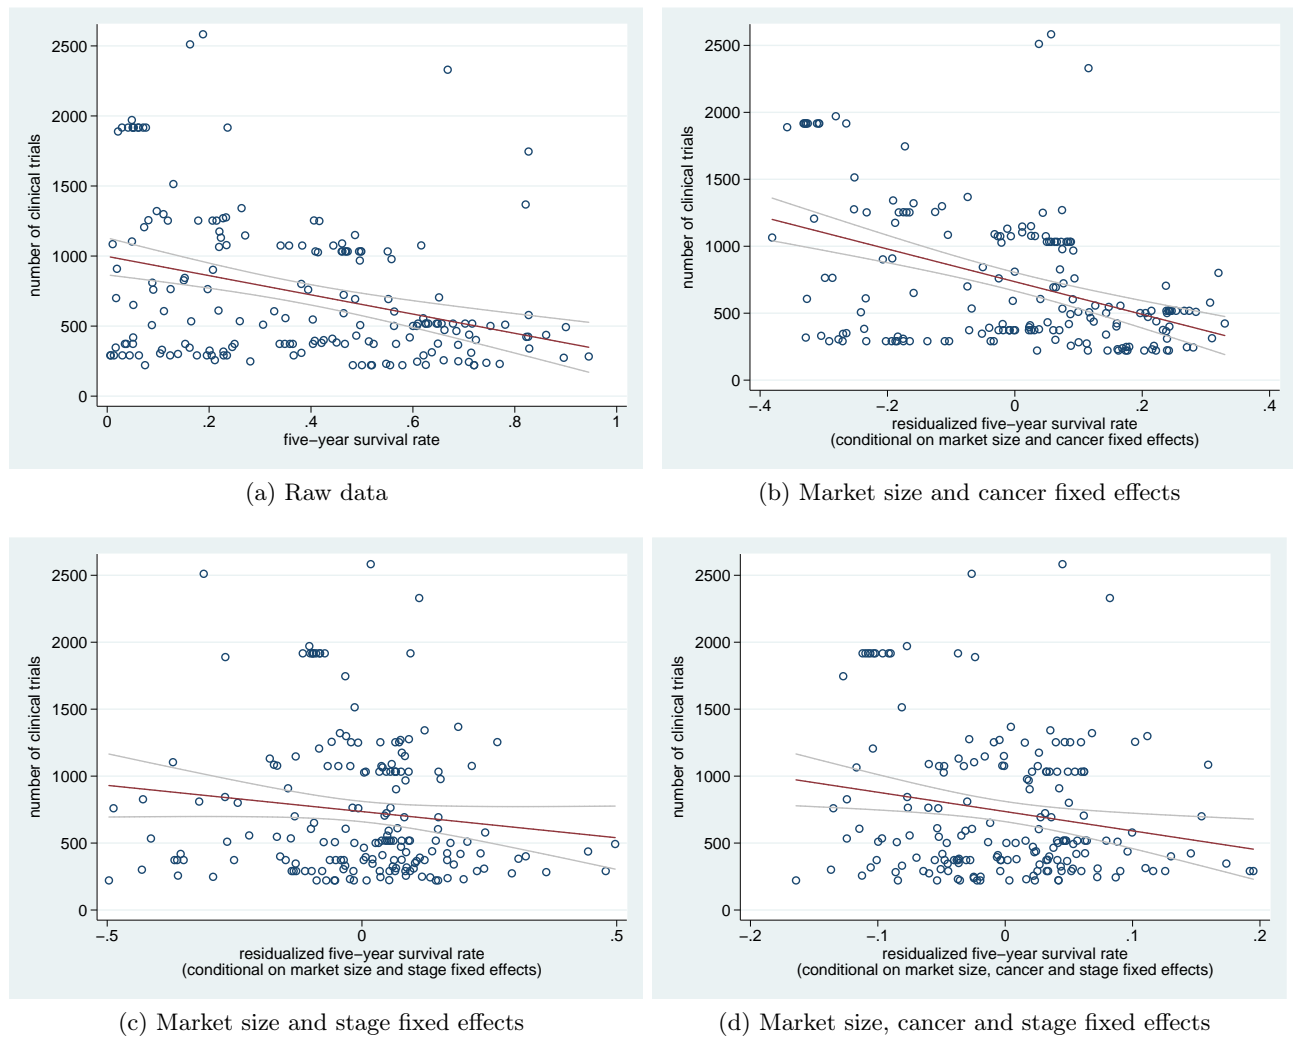 number of clinical trials
2500
2000
1500
1000
500
0
0 .2 .4 .6 .8 1
five−year survival rate
(a) Raw data
number of clinical trials
2500
2000
1500
1000
500
0
−.4 −.2 0 .2 .4
residualized five−year survival rate
(conditional on market size and cancer fixed effects)
(b) Market size and cancer fixed effects
number of clinical trials
2500
2000
1500
1000
500
0
−.5 0 .5
residualized five−year survival rate
(conditional on market size and stage fixed effects)
(c) Market size and stage fixed effects
number of clinical trials
2500
2000
1500
1000
500
0
−.2 −.1 0 .1 .2
residualized five−year survival rate
(conditional on market size, cancer and stage fixed effects)
(d) Market size, cancer and stage fixed effects